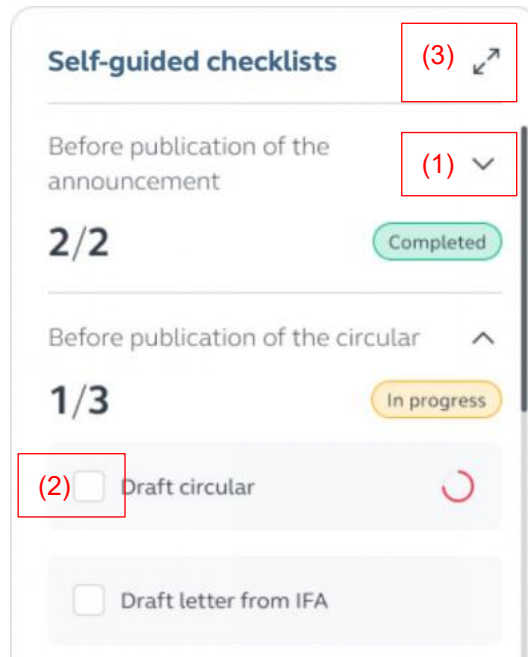 Self-guided checklists (3)
Before publication of the (1)
announcement
2/2 Completed
Before publication of the circular
1/3 In progress
(2) Draft circular
Draft letter from IFA